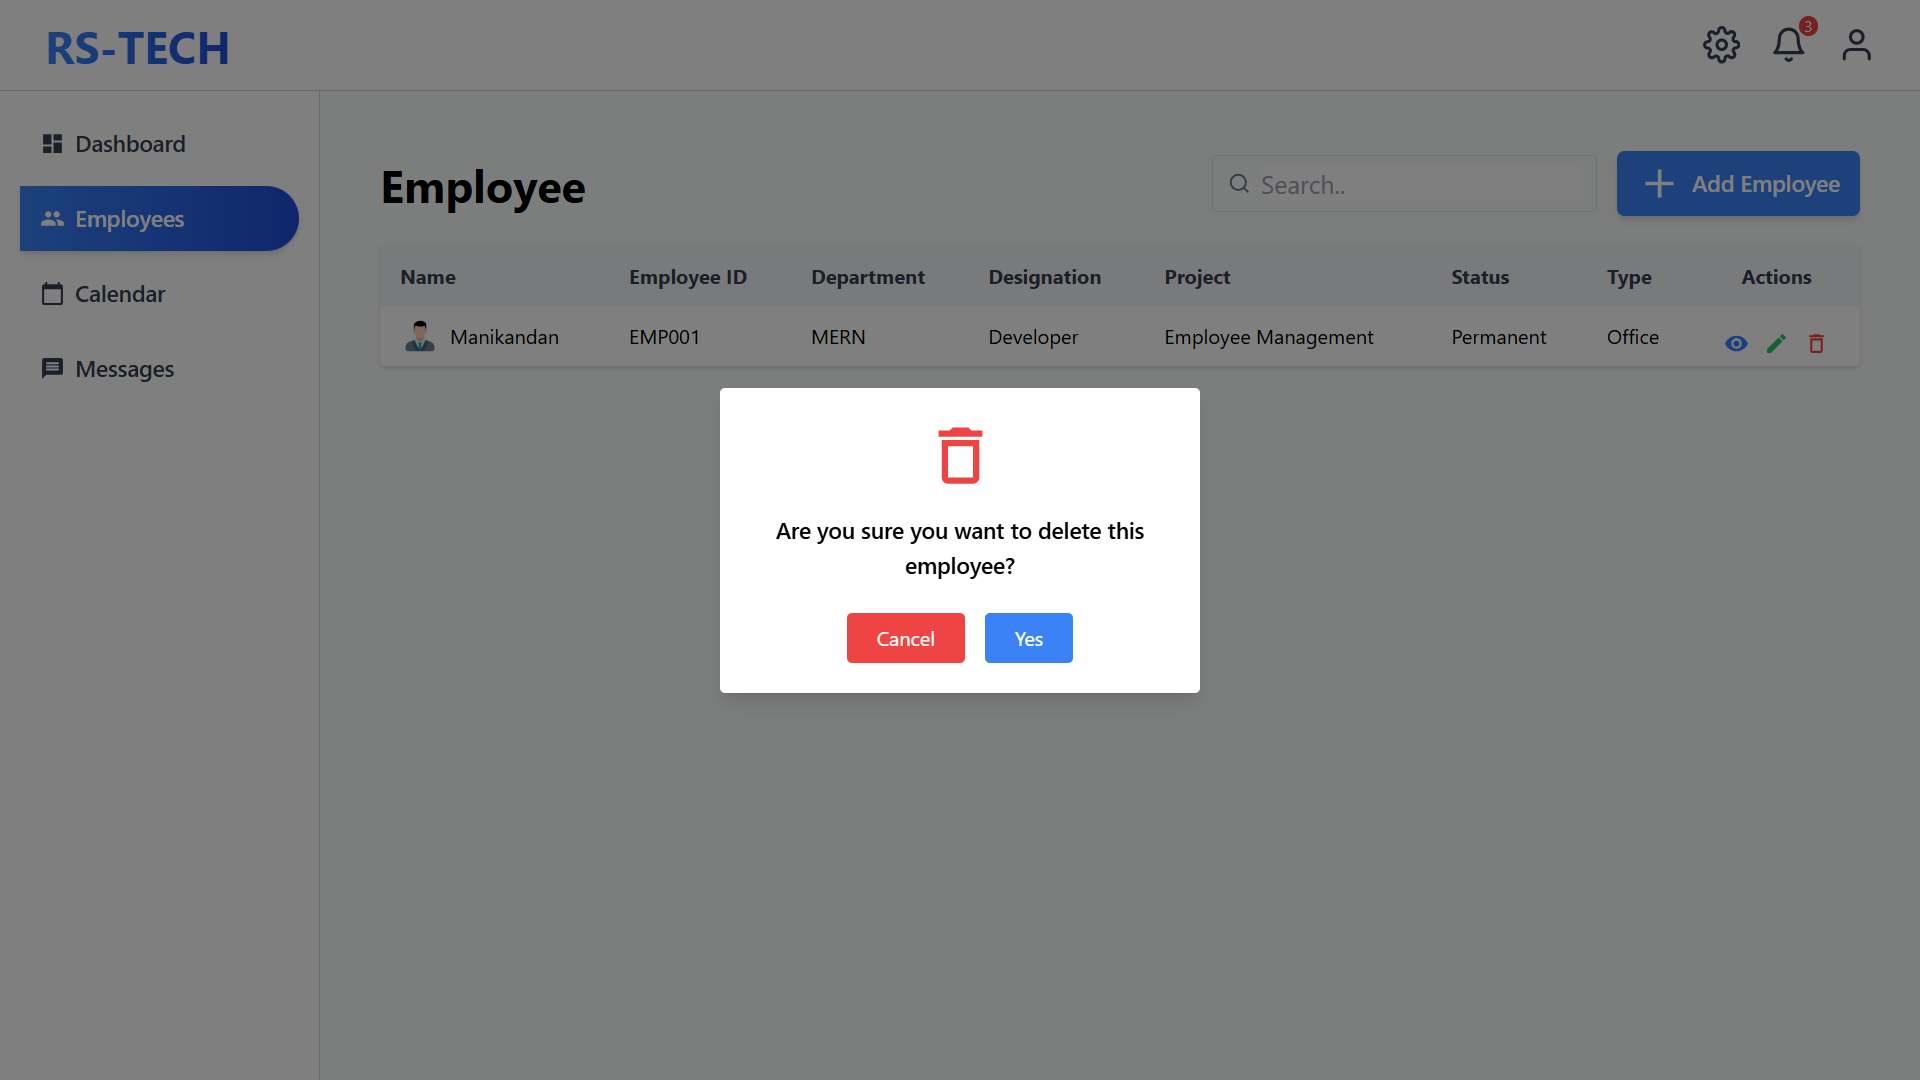 RS-TECH
3
Dashboard
Employees
Calendar
Messages
Employee
Search..
Add Employee
Name Employee ID Department Designation Project Status Type Actions
Manikandan EMP001 MERN Developer Employee Management Permanent Office
Are you sure you want to delete this
employee?
Cancel Yes